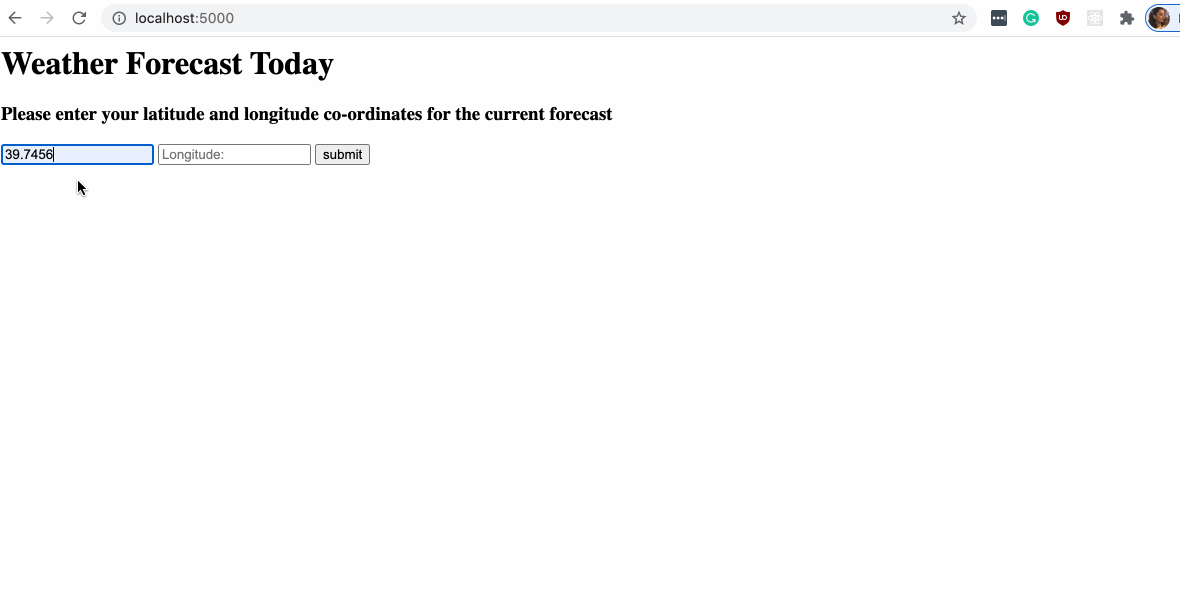 localhost:5000
Weather Forecast Today
Please enter your latitude and longitude co-ordinates for the current forecast
39.7456 Longitude: submit